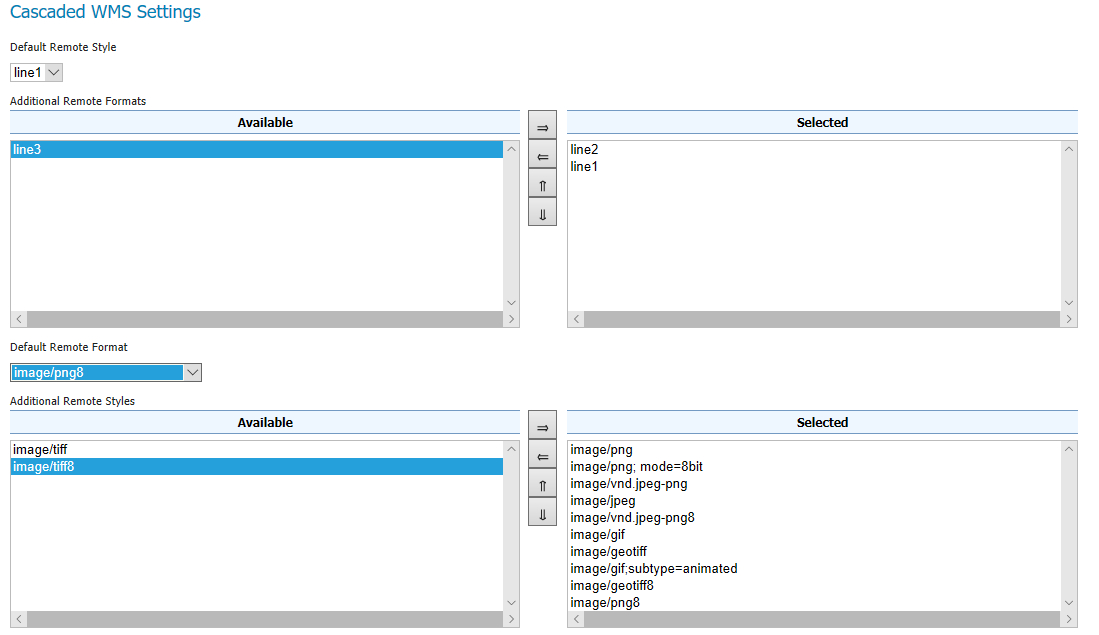 Cascaded WMS Settings
Default Remote Style
line1
Additional Remote Formats
Available
Selected
⇒
⇐
⇑
⇓
line3
line2
line1
Default Remote Format
image/png8
Additional Remote Styles
Available
Selected
⇒
⇐
⇑
⇓
image/tiff
image/tiff8
image/png
image/png; mode=8bit
image/vnd.jpeg-png
image/jpeg
image/vnd.jpeg-png8
image/gif
image/geotiff
image/gif;subtype=animated
image/geotiff8
image/png8